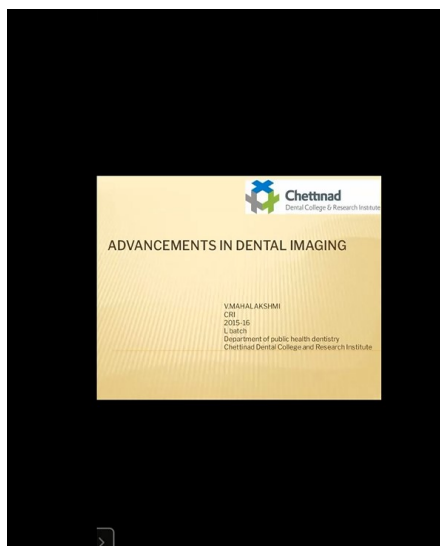 Chettinad
Dental College & Research Institute
ADVANCEMENTS IN DENTAL IMAGING
V.MAHALAKSHMI
CRI
2015-16
L batch
Department of public health dentistry
Chettinad Dental College and Research Institute